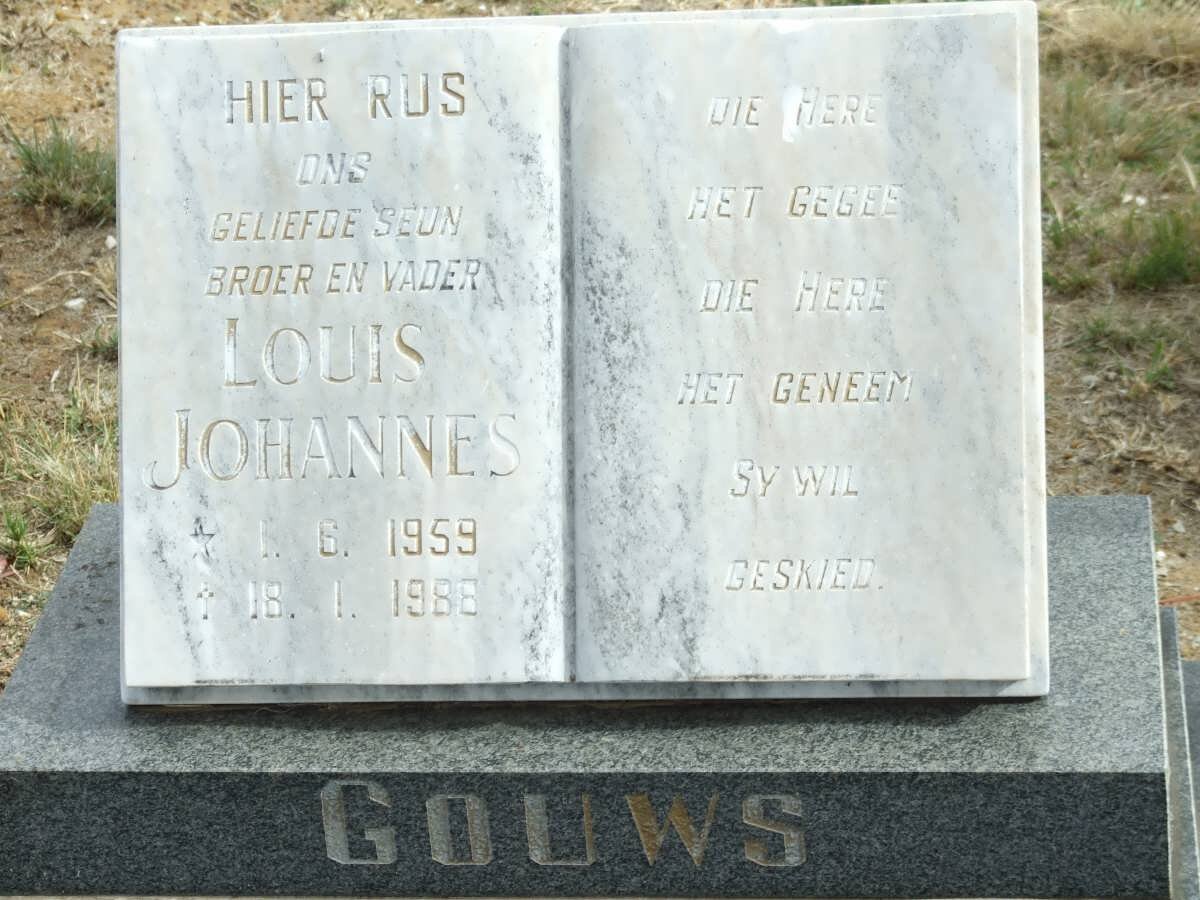 HIER RUS
ONS
GELIEFDE SEUN
BROER EN VADER
LOUIS
JOHANNES
☆ 1. 6. 1959
† 18. 1. 1988
DIE HERE
HET GEGEE
DIE HERE
HET GENEEM
SY WIL
GESKIED.
GOUWS